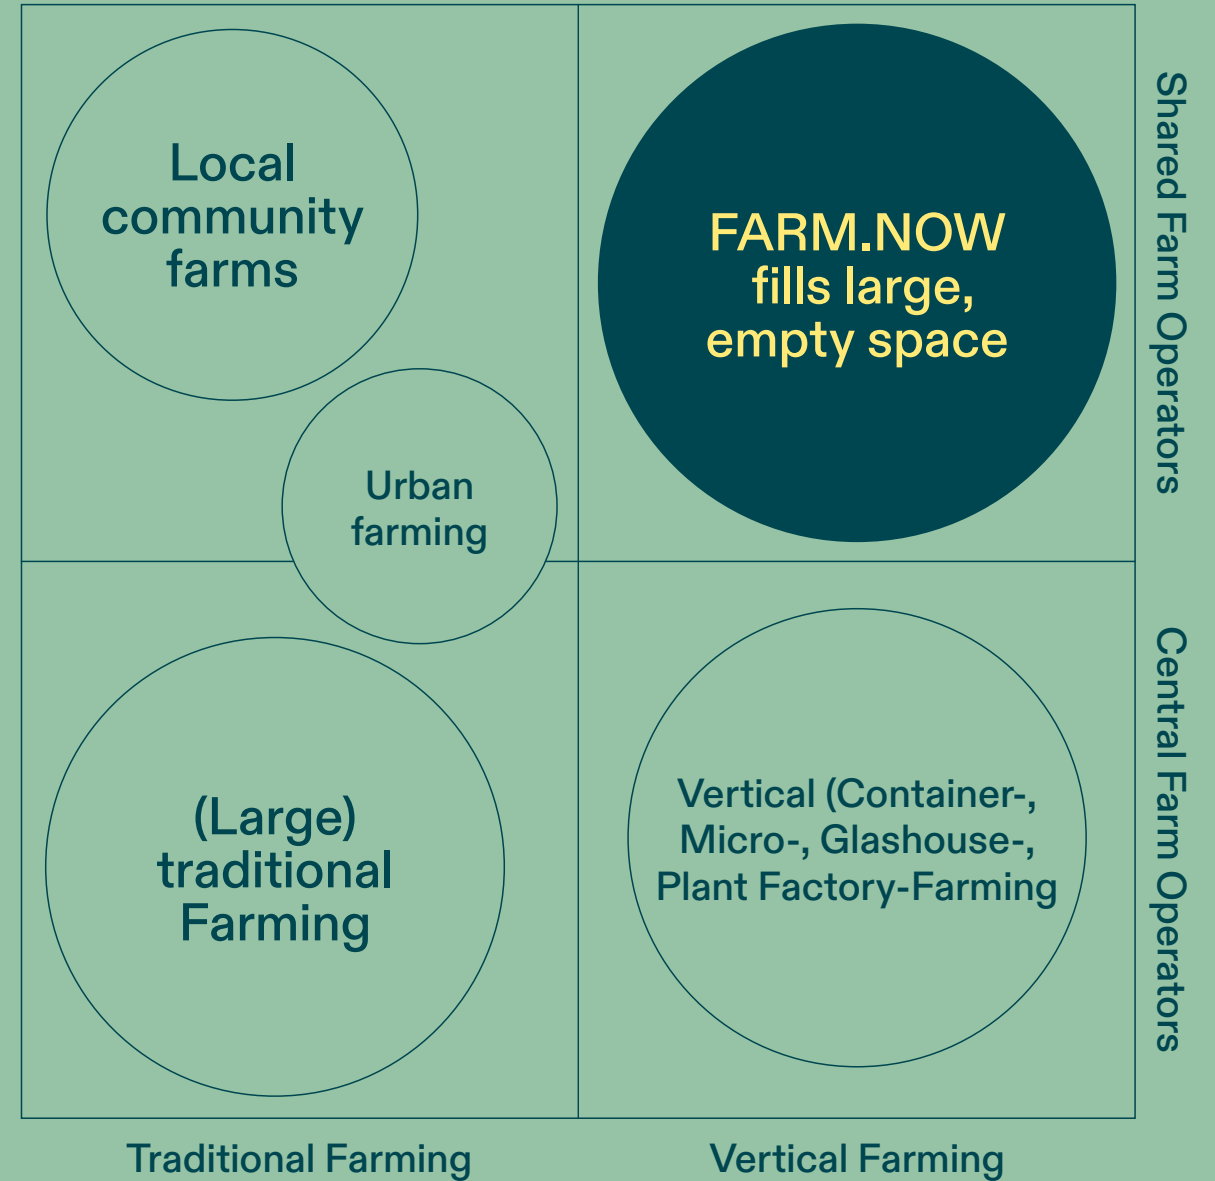 Local
community
farms
FARM.NOW
fills large,
empty space
Shared Farm Operators
Urban
farming
(Large)
traditional
Farming
Vertical (Container-,
Micro-, Glashouse-,
Plant Factory-Farming
Central Farm Operators
Traditional Farming
Vertical Farming